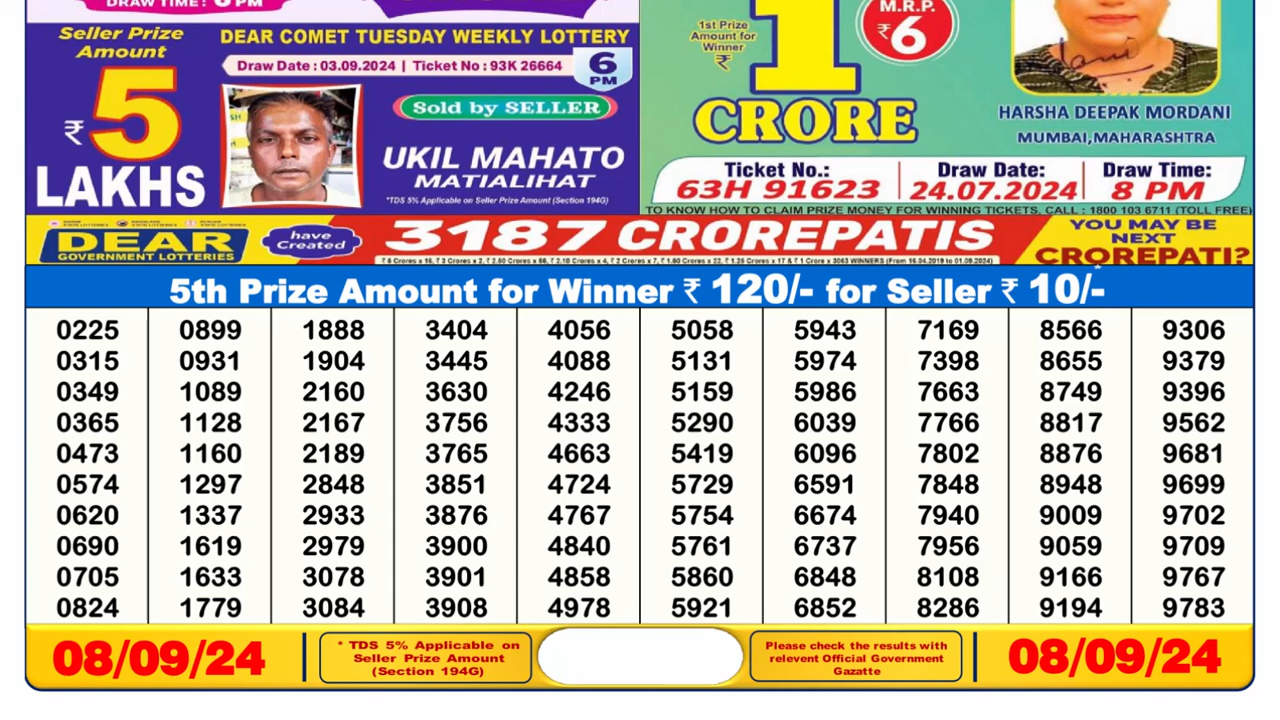 DRAW TIME : 6 PM
Seller Prize
Amount
₹ 5
LAKHS
DEAR COMET TUESDAY WEEKLY LOTTERY
Draw Date : 03.09.2024 | Ticket No : 93K 26664
6
PM
Sold by SELLER
UKIL MAHATO
MATIALIHAT
*TDS 5% Applicable on Seller Prize Amount (Section 194G)
1st Prize
Amount for
Winner
₹
1
CRORE
M.R.P.
₹6
HARSHA DEEPAK MORDANI
MUMBAI,MAHARASHTRA
Ticket No.: Draw Date: Draw Time:
63H 91623 24.07.2024 8 PM
TO KNOW HOW TO CLAIM PRIZE MONEY FOR WINNING TICKETS, CALL : 1800 103 6711 (TOLL FREE)
DEAR
GOVERNMENT LOTTERIES
have
Created
3187 CROREPATIS
YOU MAY BE
NEXT
CROREPATI?
5th Prize Amount for Winner ₹ 120/- for Seller ₹ 10/-*
0225 0899 1888 3404 4056 5058 5943 7169 8566 9306
0315 0931 1904 3445 4088 5131 5974 7398 8655 9379
0349 1089 2160 3630 4246 5159 5986 7663 8749 9396
0365 1128 2167 3756 4333 5290 6039 7766 8817 9562
0473 1160 2189 3765 4663 5419 6096 7802 8876 9681
0574 1297 2848 3851 4724 5729 6591 7848 8948 9699
0620 1337 2933 3876 4767 5754 6674 7940 9009 9702
0690 1619 2979 3900 4840 5761 6737 7956 9059 9709
0705 1633 3078 3901 4858 5860 6848 8108 9166 9767
0824 1779 3084 3908 4978 5921 6852 8286 9194 9783
08/09/24
* TDS 5% Applicable on
Seller Prize Amount
(Section 194G)
Please check the results with
relevent Official Government
Gazatte
08/09/24